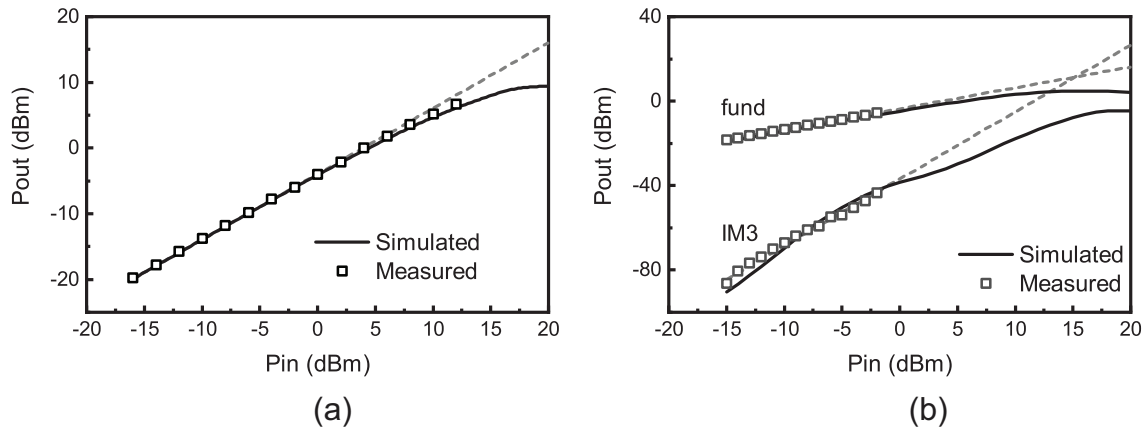 20
10
0
-10
-20
Pout (dBm)
-20 -15 -10 -5 0 5 10 15 20
Pin (dBm)
Simulated
Measured
(a)
40
0
-40
-80
Pout (dBm)
fund
IM3
Simulated
Measured
-20 -15 -10 -5 0 5 10 15 20
Pin (dBm)
(b)